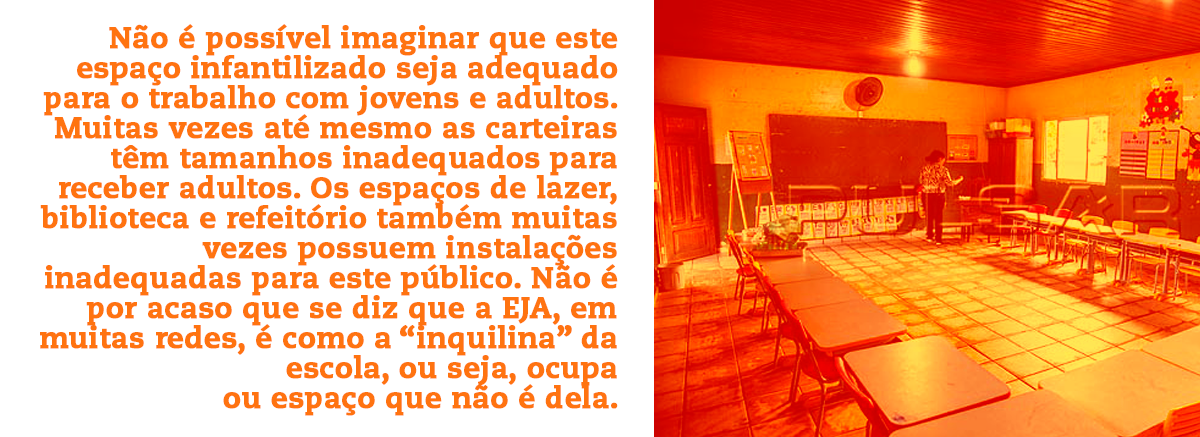 Não é possível imaginar que este
espaço infantilizado seja adequado
para o trabalho com jovens e adultos.
Muitas vezes até mesmo as carteiras
têm tamanhos inadequados para
receber adultos. Os espaços de lazer,
biblioteca e refeitório também muitas
vezes possuem instalações
inadequadas para este público. Não é
por acaso que se diz que a EJA, em
muitas redes, é como a “inquilina” da
escola, ou seja, ocupa
ou espaço que não é dela.
PULSAR